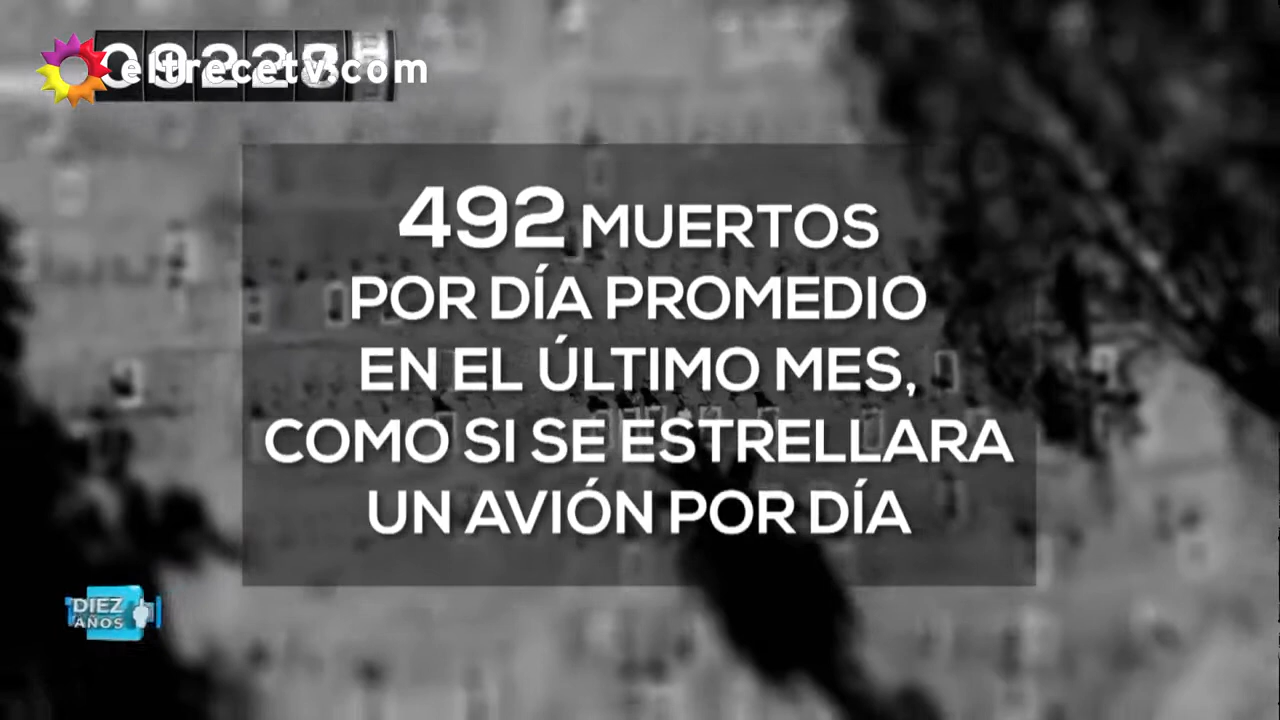 eltrecetv.com
492 MUERTOS
POR DÍA PROMEDIO
EN EL ÚLTIMO MES,
COMO SI SE ESTRELLARA
UN AVIÓN POR DÍA
DIEZ
AÑOS